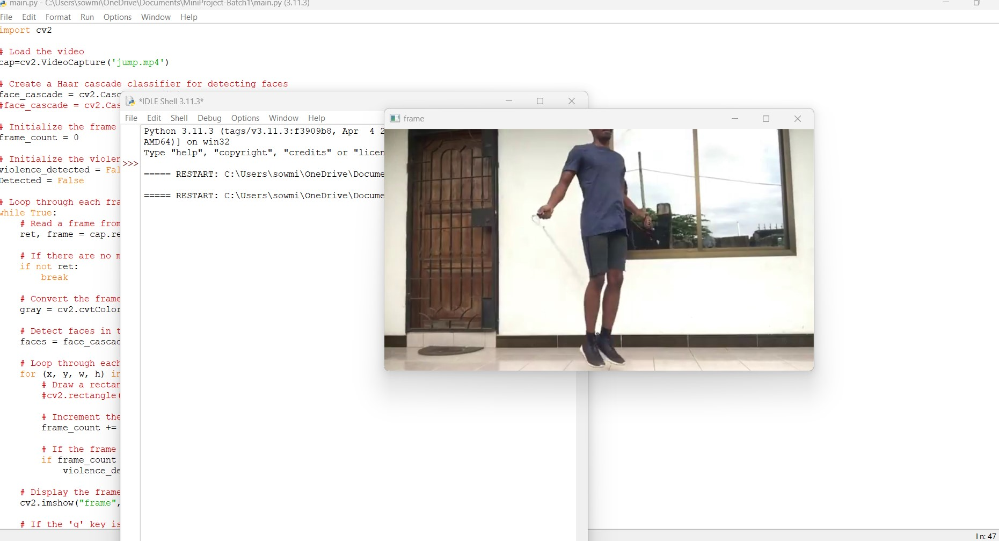 main.py - C:\Users\sowmi\OneDrive\Documents\MiniProject-Batch1\main.py (3.11.3)
File Edit Format Run Options Window Help
import cv2
# Load the video
cap=cv2.VideoCapture('jump.mp4')
# Create a Haar cascade classifier for detecting faces
face_cascade = cv2.Casc
#face_cascade = cv2.Cas
# Initialize the frame
frame_count = 0
# Initialize the violen
violence_detected = Fal
Detected = False
# Loop through each fra
while True:
# Read a frame from
ret, frame = cap.re
# If there are no m
if not ret:
break
# Convert the frame
gray = cv2.cvtColor
# Detect faces in t
faces = face_cascad
# Loop through each
for (x, y, w, h) in
# Draw a rectan
#cv2.rectangle(
# Increment the
frame_count +=
# If the frame
if frame_count
violence_de
# Display the frame
cv2.imshow("frame",
# If the 'q' key is
*IDLE Shell 3.11.3*
File Edit Shell Debug Options Window Help
Python 3.11.3 (tags/v3.11.3:f3909b8, Apr  4 2
AMD64)] on win32
Type "help", "copyright", "credits" or "licen
>>>
===== RESTART: C:\Users\sowmi\OneDrive\Docume
===== RESTART: C:\Users\sowmi\OneDrive\Docume
frame
Ln: 47